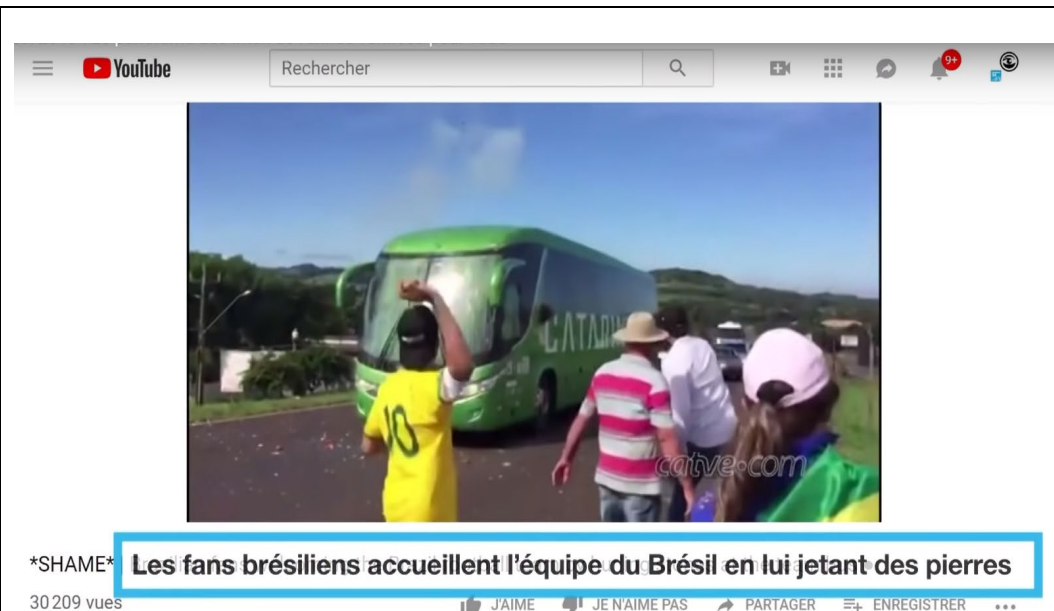 YouTube
Rechercher
9+
CATARIN
10
catve.com
*SHAME* Les fans brésiliens accueillent l'équipe du Brésil en lui jetant des pierres
30 209 vues
J'AIME
JE N'AIME PAS
PARTAGER
ENREGISTRER